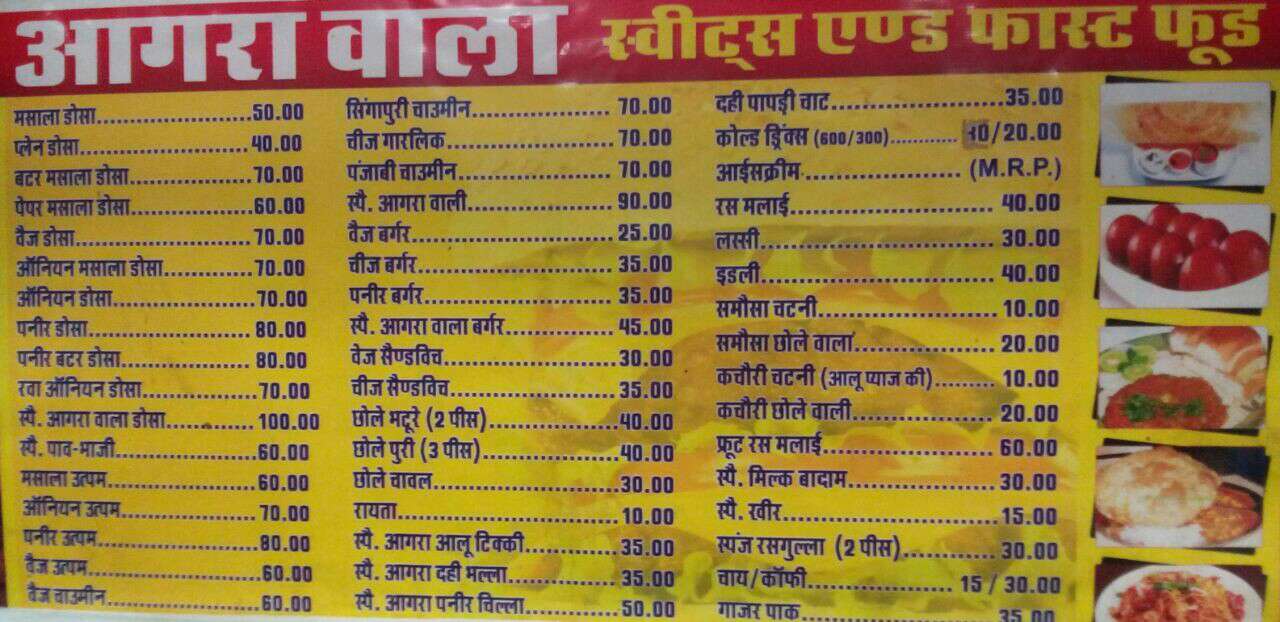 आगरा वाला स्वीट्स एण्ड फास्ट फूड
मसाला डोसा 50.00
प्लेन डोसा 40.00
बटर मसाला डोसा 70.00
पेपर मसाला डोसा 60.00
वैज डोसा 70.00
ऑनियन मसाला डोसा 70.00
ऑनियन डोसा 70.00
पनीर डोसा 80.00
पनीर बटर डोसा 80.00
रवा ऑनियन डोसा 70.00
स्पै. आगरा वाला डोसा 100.00
स्पै. पाव-भाजी 60.00
मसाला उत्पम 60.00
ऑनियन उत्पम 70.00
पनीर उत्पम 80.00
वैज उत्पम 60.00
वैज चाउमीन 60.00
सिंगापुरी चाउमीन 70.00
चीज गारलिक 70.00
पंजाबी चाउमीन 70.00
स्पै. आगरा वाली 90.00
वैज बर्गर 25.00
चीज बर्गर 35.00
पनीर बर्गर 35.00
स्पै. आगरा वाला बर्गर 45.00
वेज सैण्डविच 30.00
चीज सैण्डविच 35.00
छोले भटूरे (2 पीस) 40.00
छोले पुरी (3 पीस) 40.00
छोले चावल 30.00
रायता 10.00
स्पै. आगरा आलू टिक्की 35.00
स्पै. आगरा दही भल्ला 35.00
स्पै. आगरा पनीर चिल्ला 50.00
दही पापड़ी चाट 35.00
कोल्ड ड्रिंक्स (600/300) /20.00
आईसक्रीम (M.R.P.)
रस मलाई 40.00
लस्सी 30.00
इडली 40.00
समौसा चटनी 10.00
समौसा छोले वाला 20.00
कचौरी चटनी (आलू प्याज की) 10.00
कचौरी छोले वाली 20.00
फ्रूट रस मलाई 60.00
स्पै. मिल्क बादाम 30.00
स्पै. खीर 15.00
स्पंज रसगुल्ला (2 पीस) 30.00
चाय/कॉफी 15 / 30.00
गाजर पाक 35.00